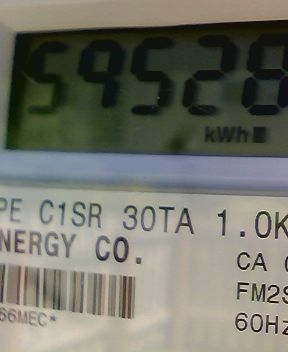 59528
kWh
PE C1SR 30TA 1.0K
NERGY CO.
CA
FM2S
66MEC*
60Hz